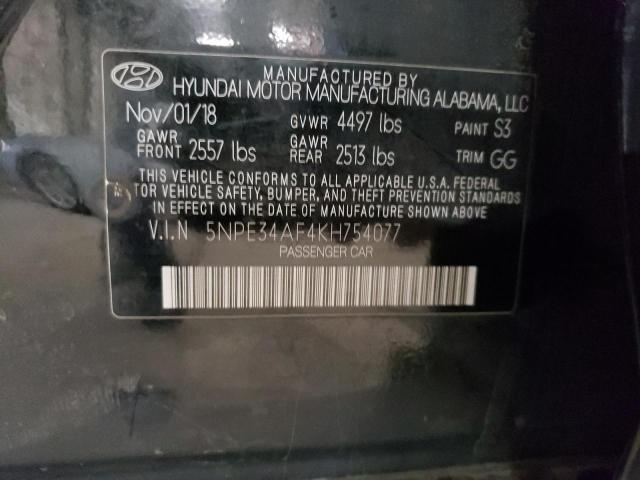 MANUFACTURED BY
HYUNDAI MOTOR MANUFACTURING ALABAMA, LLC
Nov/01/18 GVWR 4497 lbs PAINT S3
GAWR FRONT 2557 lbs GAWR REAR 2513 lbs TRIM GG
THIS VEHICLE CONFORMS TO ALL APPLICABLE U.S.A. FEDERAL
MOTOR VEHICLE SAFETY, BUMPER, AND THEFT PREVENTION STANDARDS
IN EFFECT ON THE DATE OF MANUFACTURE SHOWN ABOVE
V.I.N 5NPE34AF4KH754077
PASSENGER CAR